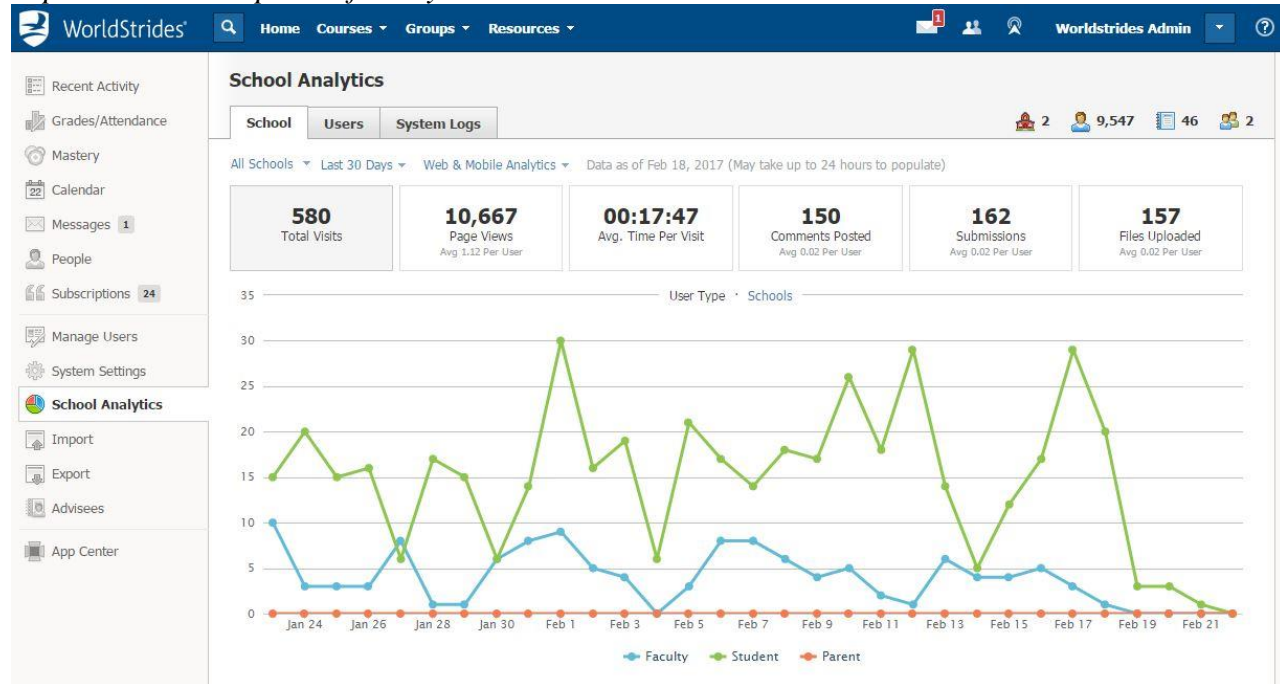 WorldStrides® Home Courses Groups Resources 1 Worldstrides Admin ?
Recent Activity
Grades/Attendance
Mastery
22 Calendar
Messages 1
People
Subscriptions 24
Manage Users
System Settings
School Analytics
Import
Export
Advisees
App Center
School Analytics
School Users System Logs 2 9,547 46 2
All Schools Last 30 Days Web & Mobile Analytics Data as of Feb 18, 2017 (May take up to 24 hours to populate)
580 10,667 00:17:47 150 162 157
Total Visits Page Views Avg. Time Per Visit Comments Posted Submissions Files Uploaded
Avg 1.12 Per User Avg 0.02 Per User Avg 0.02 Per User Avg 0.02 Per User
35 User Type · Schools
30
25
20
15
10
5
0
Jan 24 Jan 26 Jan 28 Jan 30 Feb 1 Feb 3 Feb 5 Feb 7 Feb 9 Feb 11 Feb 13 Feb 15 Feb 17 Feb 19 Feb 21
Faculty Student Parent